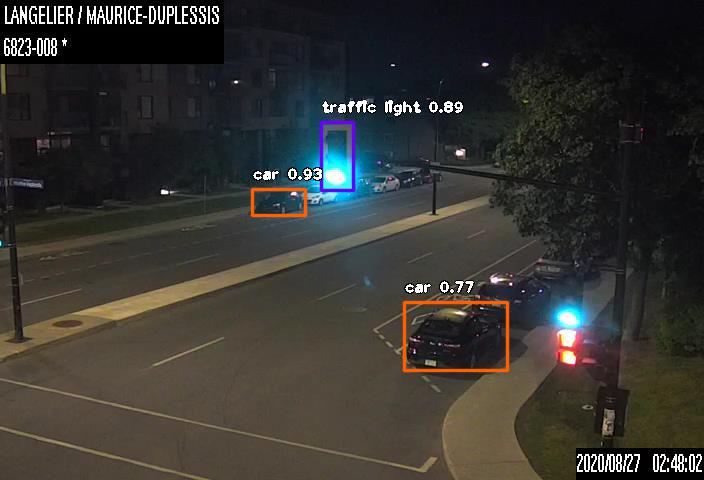 LANGELIER / MAURICE-DUPLESSIS
6823-008 *
traffic light 0.89
car 0.93
car 0.77
2020/08/27 02:48:02